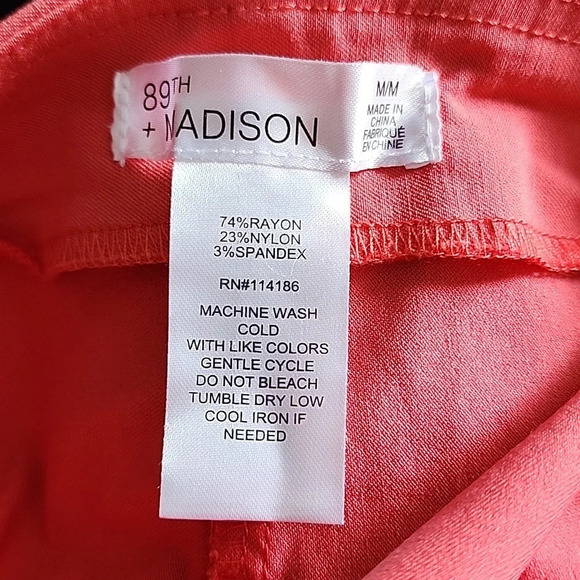 89TH
+ MADISON
M/M
MADE IN
CHINA
FABRIQUÉ
EN CHINE
74%RAYON
23%NYLON
3%SPANDEX
RN#114186
MACHINE WASH
COLD
WITH LIKE COLORS
GENTLE CYCLE
DO NOT BLEACH
TUMBLE DRY LOW
COOL IRON IF
NEEDED